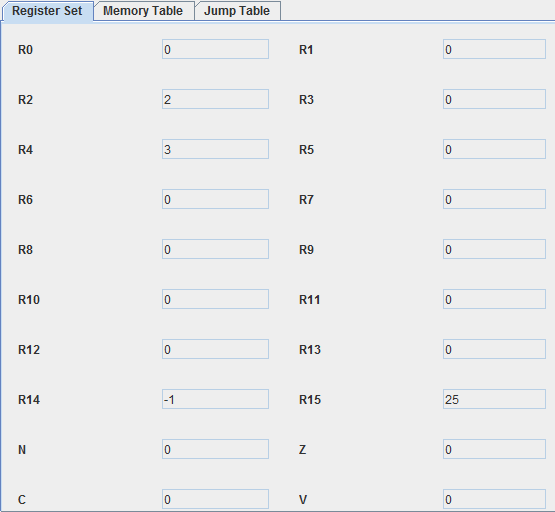 Register Set Memory Table Jump Table
R0 0 R1 0
R2 2 R3 0
R4 3 R5 0
R6 0 R7 0
R8 0 R9 0
R10 0 R11 0
R12 0 R13 0
R14 -1 R15 25
N 0 Z 0
C 0 V 0